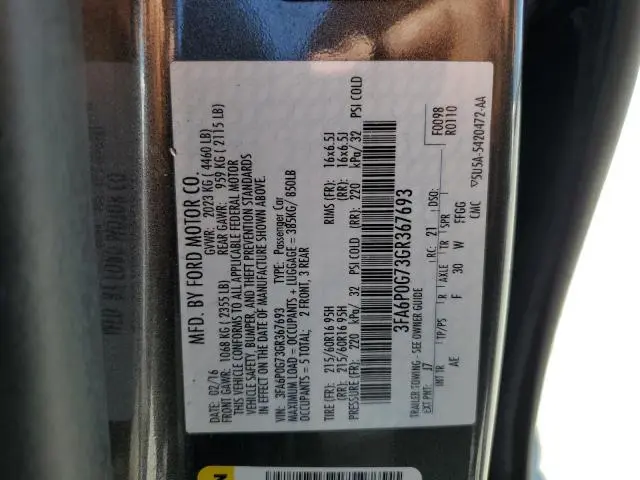 MFD. BY FORD MOTOR CO.
DATE: 02/16 GVWR: 2023 KG ( 4460 LB)
FRONT GAWR: 1068 KG ( 2355 LB) REAR GAWR: 959 KG ( 2115 LB)
THIS VEHICLE CONFORMS TO ALL APPLICABLE FEDERAL MOTOR
VEHICLE SAFETY, BUMPER, AND THEFT PREVENTION STANDARDS
IN EFFECT ON THE DATE OF MANUFACTURE SHOWN ABOVE.
VIN: 3FA6P0G73GR367693 TYPE: Passenger Car
MAXIMUM LOAD = OCCUPANTS + LUGGAGE = 385KG/ 850LB
OCCUPANTS = 5 TOTAL; 2 FRONT, 3 REAR
TIRE (FR): 215/60R16 95H RIMS (FR): 16x6.5J
(RR): 215/60R16 95H (RR): 16x6.5J
PRESSURE (FR): 220 kPa/ 32 PSI COLD (RR): 220 kPa/ 32 PSI COLD
3FA6P0G73GR367693
F0098
R0110
TRAILER TOWING - SEE OWNER GUIDE
EXT PNT: J7 RC: 21 DSO:
INT TR TP/PS R TR SPR
AE F 30 W FFGG
CMC ▽5U5A-5420472-AA